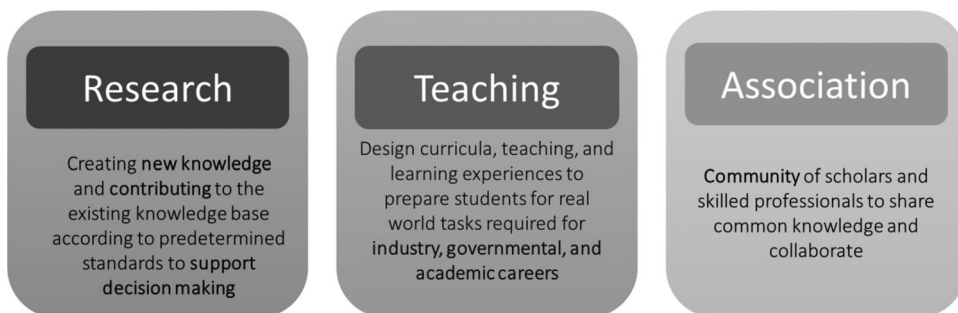 Research
Creating new knowledge
and contributing to the
existing knowledge base
according to predetermined
standards to support
decision making
Teaching
Design curricula, teaching, and
learning experiences to
prepare students for real
world tasks required for
industry, governmental, and
academic careers
Association
Community of scholars and
skilled professionals to share
common knowledge and
collaborate